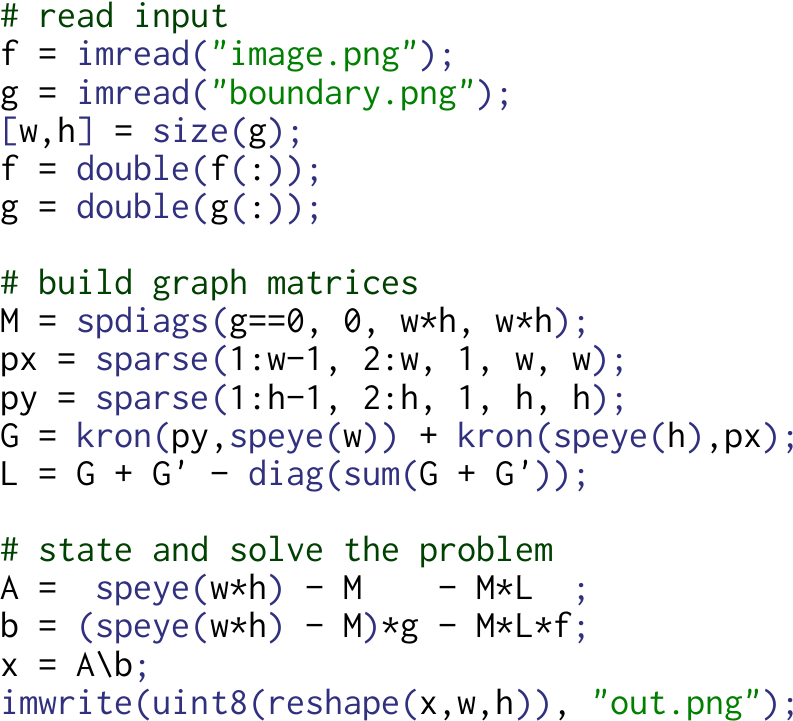 # read input
f = imread("image.png");
g = imread("boundary.png");
[w,h] = size(g);
f = double(f(:));
g = double(g(:));

# build graph matrices
M = spdiags(g==0, 0, w*h, w*h);
px = sparse(1:w-1, 2:w, 1, w, w);
py = sparse(1:h-1, 2:h, 1, h, h);
G = kron(py,speye(w)) + kron(speye(h),px);
L = G + G' - diag(sum(G + G'));

# state and solve the problem
A =  speye(w*h) - M    - M*L  ;
b = (speye(w*h) - M)*g - M*L*f;
x = A\b;
imwrite(uint8(reshape(x,w,h)), "out.png");